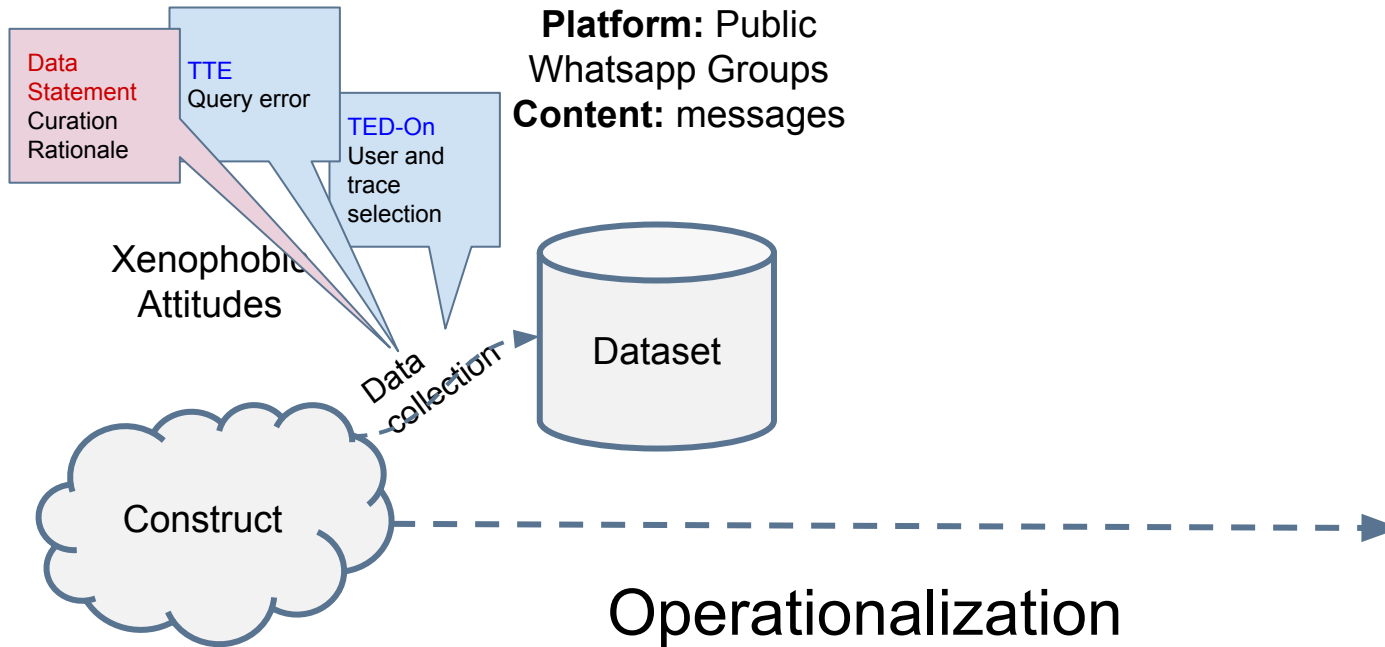 Data
Statement
Curation
Rationale
TTE
Query error
TED-On
User and
trace
selection
Platform: Public
Whatsapp Groups
Content: messages
Xenophobic
Attitudes
Data
collection
Dataset
Construct
Operationalization